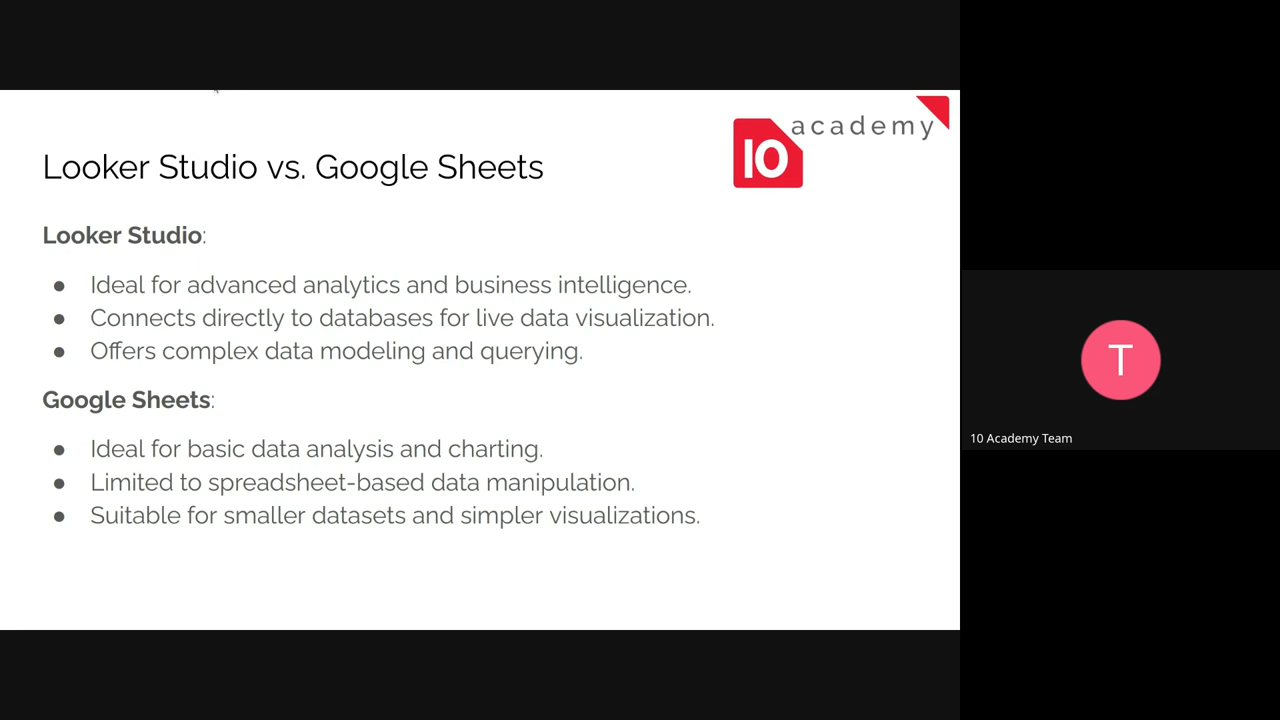 academy
10
Looker Studio vs. Google Sheets
Looker Studio:
● Ideal for advanced analytics and business intelligence.
● Connects directly to databases for live data visualization.
● Offers complex data modeling and querying.
Google Sheets:
● Ideal for basic data analysis and charting.
● Limited to spreadsheet-based data manipulation.
● Suitable for smaller datasets and simpler visualizations.
T
10 Academy Team